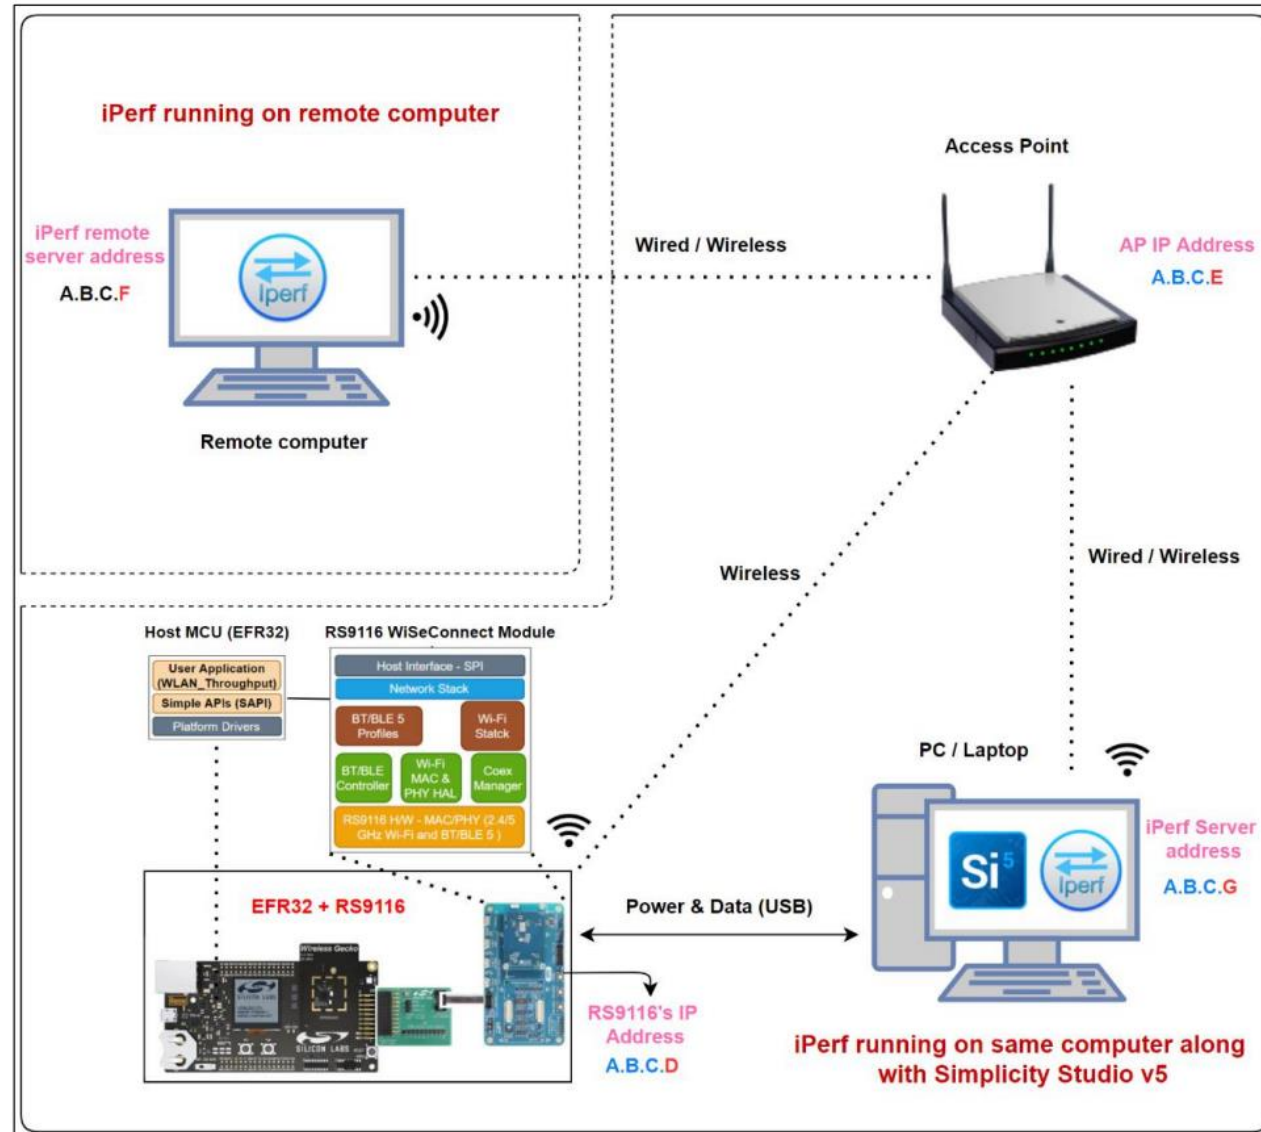 iPerf running on remote computer
Access Point
iPerf remote
server address
A.B.C.F
Iperf
Wired / Wireless
AP IP Address
A.B.C.E
Remote computer
Wireless
Wired / Wireless
Host MCU (EFR32)
RS9116 WiSeConnect Module
User Application
(WLAN_Throughput)
Simple APIs (SAPI)
Platform Drivers
Host Interface - SPI
Network Stack
BT/BLE 5
Profiles
Wi-Fi
Statck
BT/BLE
Controller
Wi-Fi
MAC &
PHY HAL
Coex
Manager
RS9116 H/W - MAC/PHY (2.4/5
GHz Wi-Fi and BT/BLE 5 )
PC / Laptop
Si 5
Iperf
iPerf Server
address
A.B.C.G
EFR32 + RS9116
Wireless Gecko
SILICON LABS
SILICON LABS
Power & Data (USB)
RS9116's IP
Address
A.B.C.D
iPerf running on same computer along
with Simplicity Studio v5